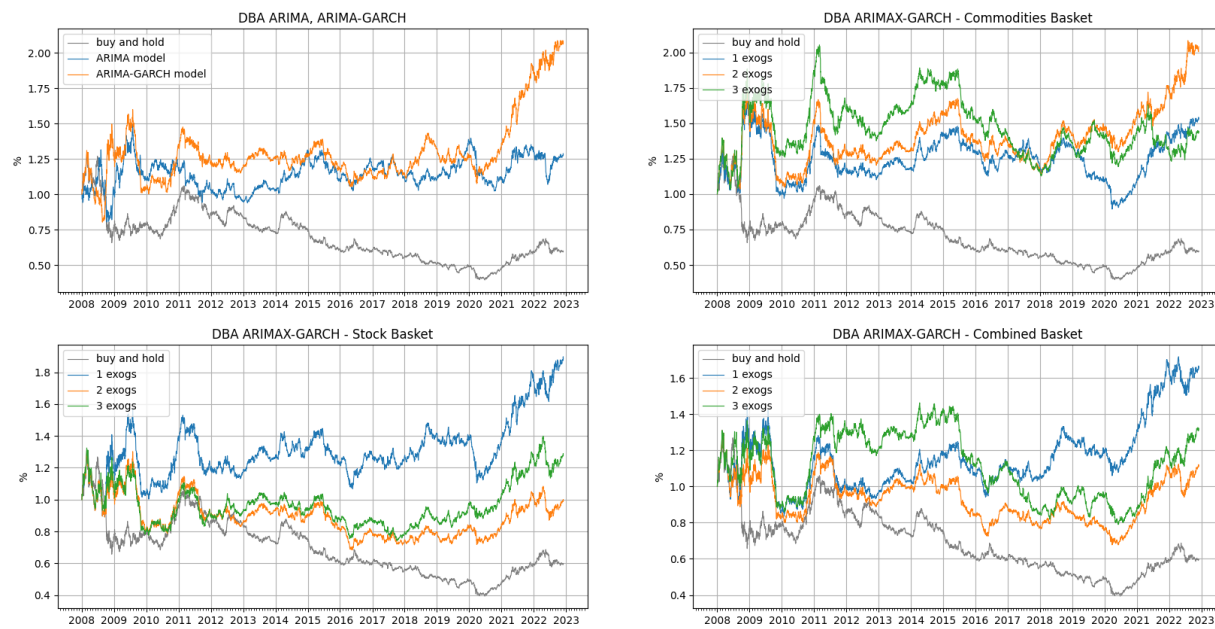 DBA ARIMA, ARIMA-GARCH
buy and hold
ARIMA model
ARIMA-GARCH model
%
2.00
1.75
1.50
1.25
1.00
0.75
0.50
2008 2009 2010 2011 2012 2013 2014 2015 2016 2017 2018 2019 2020 2021 2022 2023
DBA ARIMAX-GARCH - Commodities Basket
buy and hold
1 exogs
2 exogs
3 exogs
%
2.00
1.75
1.50
1.25
1.00
0.75
0.50
2008 2009 2010 2011 2012 2013 2014 2015 2016 2017 2018 2019 2020 2021 2022 2023
DBA ARIMAX-GARCH - Stock Basket
buy and hold
1 exogs
2 exogs
3 exogs
%
1.8
1.6
1.4
1.2
1.0
0.8
0.6
0.4
2008 2009 2010 2011 2012 2013 2014 2015 2016 2017 2018 2019 2020 2021 2022 2023
DBA ARIMAX-GARCH - Combined Basket
buy and hold
1 exogs
2 exogs
3 exogs
%
1.6
1.4
1.2
1.0
0.8
0.6
0.4
2008 2009 2010 2011 2012 2013 2014 2015 2016 2017 2018 2019 2020 2021 2022 2023